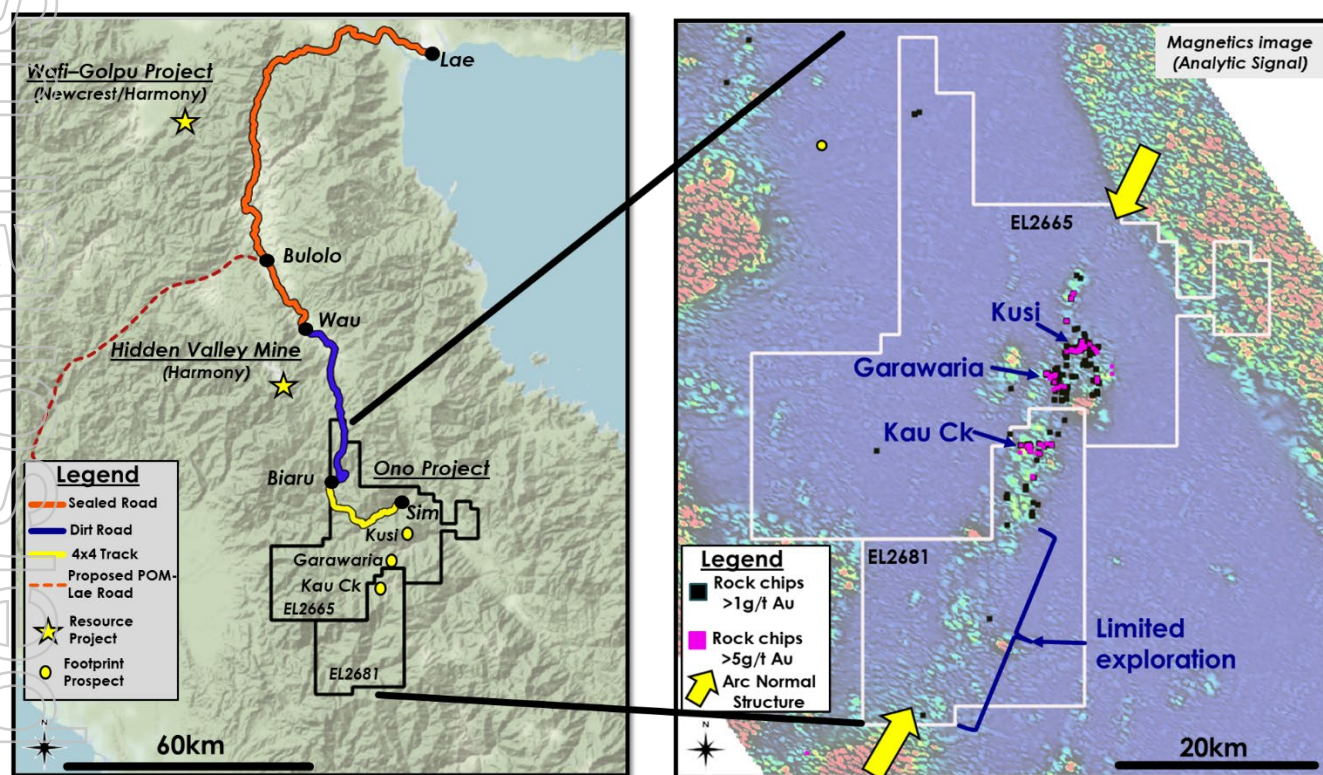 Lae
Wafi-Golpu Project
(Newcrest/Harmony)
Bulolo
Wau
Hidden Valley Mine
(Harmony)
Biaru
Ono Project
Sim
Kusi
Garawaria
Kau Ck
EL2665
EL2681
Legend
Sealed Road
Dirt Road
4x4 Track
Proposed POM-
Lae Road
Resource
Project
Footprint
Prospect
N
60km
Magnetics image
(Analytic Signal)
EL2665
Kusi
Garawaria
Kau Ck
EL2681
Limited
exploration
Legend
Rock chips
>1g/t Au
Rock chips
>5g/t Au
Arc Normal
Structure
N
20km